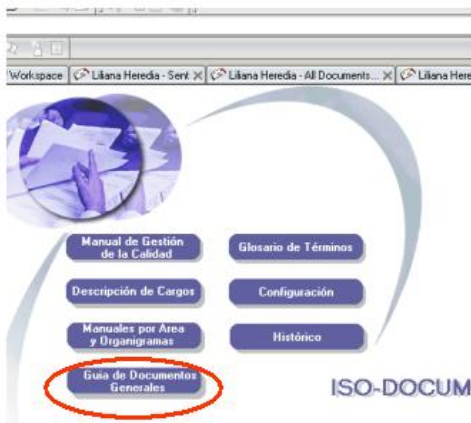 Workspace
Liliana Heredia - Sent
Liliana Heredia - All Documents...
Liliana Here
Manual de Gestión
de la Calidad
Glosario de Términos
Descripción de Cargos
Configuración
Manuales por Area
y Organigramas
Histórico
Guia de Documentos
Generales
ISO-DOCUM